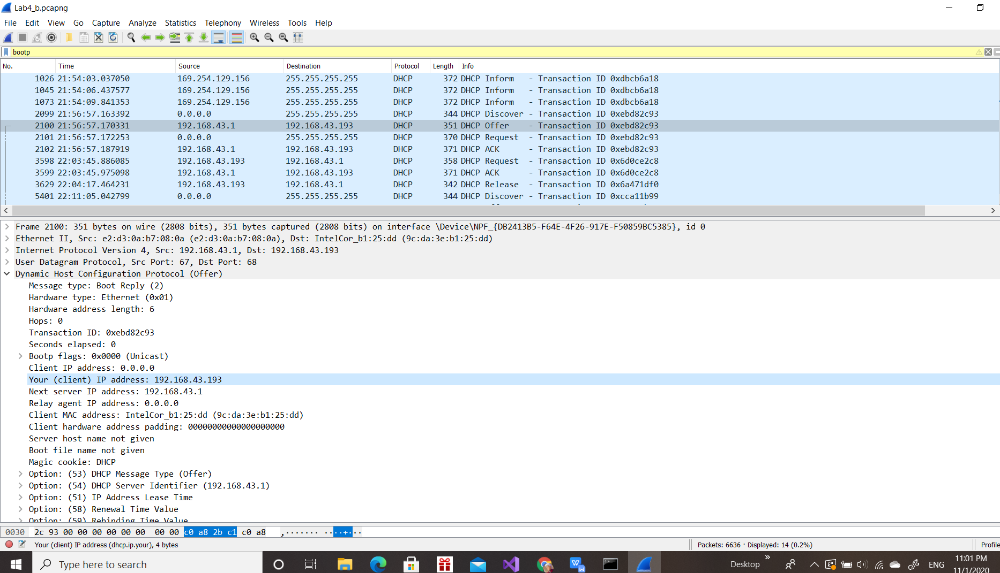 Lab4_b.pcapng
File Edit View Go Capture Analyze Statistics Telephony Wireless Tools Help
bootp
No. Time Source Destination Protocol Length Info
1026 21:54:03.037050 169.254.129.156 255.255.255.255 DHCP 372 DHCP Inform - Transaction ID 0xdbcb6a18
1045 21:54:06.437577 169.254.129.156 255.255.255.255 DHCP 372 DHCP Inform - Transaction ID 0xdbcb6a18
1073 21:54:09.841353 169.254.129.156 255.255.255.255 DHCP 372 DHCP Inform - Transaction ID 0xdbcb6a18
2099 21:56:57.163392 0.0.0.0 255.255.255.255 DHCP 344 DHCP Discover - Transaction ID 0xebd82c93
2100 21:56:57.170331 192.168.43.1 192.168.43.193 DHCP 351 DHCP Offer - Transaction ID 0xebd82c93
2101 21:56:57.172253 0.0.0.0 255.255.255.255 DHCP 370 DHCP Request - Transaction ID 0xebd82c93
2102 21:56:57.187919 192.168.43.1 192.168.43.193 DHCP 371 DHCP ACK - Transaction ID 0xebd82c93
3598 22:03:45.886085 192.168.43.193 192.168.43.1 DHCP 358 DHCP Request - Transaction ID 0x6d0ce2c8
3599 22:03:45.975098 192.168.43.1 192.168.43.193 DHCP 371 DHCP ACK - Transaction ID 0x6d0ce2c8
3629 22:04:17.464231 192.168.43.193 192.168.43.1 DHCP 342 DHCP Release - Transaction ID 0x6a471df0
5401 22:11:05.042799 0.0.0.0 255.255.255.255 DHCP 344 DHCP Discover - Transaction ID 0xcca11b99
Frame 2100: 351 bytes on wire (2808 bits), 351 bytes captured (2808 bits) on interface \Device\NPF_{DB2413B5-F64E-4F26-917E-F50859BC5385}, id 0
Ethernet II, Src: e2:d3:0a:b7:08:0a (e2:d3:0a:b7:08:0a), Dst: IntelCor_b1:25:dd (9c:da:3e:b1:25:dd)
Internet Protocol Version 4, Src: 192.168.43.1, Dst: 192.168.43.193
User Datagram Protocol, Src Port: 67, Dst Port: 68
Dynamic Host Configuration Protocol (Offer)
Message type: Boot Reply (2)
Hardware type: Ethernet (0x01)
Hardware address length: 6
Hops: 0
Transaction ID: 0xebd82c93
Seconds elapsed: 0
Bootp flags: 0x0000 (Unicast)
Client IP address: 0.0.0.0
Your (client) IP address: 192.168.43.193
Next server IP address: 192.168.43.1
Relay agent IP address: 0.0.0.0
Client MAC address: IntelCor_b1:25:dd (9c:da:3e:b1:25:dd)
Client hardware address padding: 00000000000000000000
Server host name not given
Boot file name not given
Magic cookie: DHCP
Option: (53) DHCP Message Type (Offer)
Option: (54) DHCP Server Identifier (192.168.43.1)
Option: (51) IP Address Lease Time
Option: (58) Renewal Time Value
Option: (59) Rebinding Time Value
0030 2c 93 00 00 00 00 00 00 00 00 c0 a8 2b c1 c0 a8 ,······· ····+···
Your (client) IP address (dhcp.ip.your), 4 bytes
Packets: 6636 · Displayed: 14 (0.2%)
Profile
Type here to search
Desktop
ENG
11:01 PM
11/1/2020